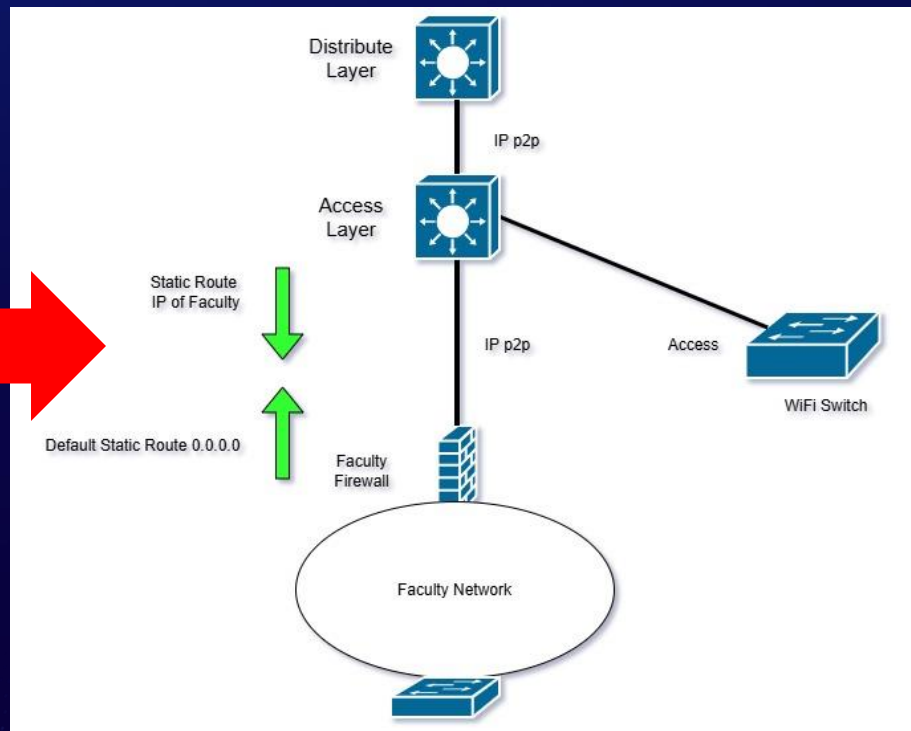 Distribute
Layer
IP p2p
Access
Layer
Static Route
IP of Faculty
IP p2p
Access
WiFi Switch
Default Static Route 0.0.0.0
Faculty
Firewall
Faculty Network